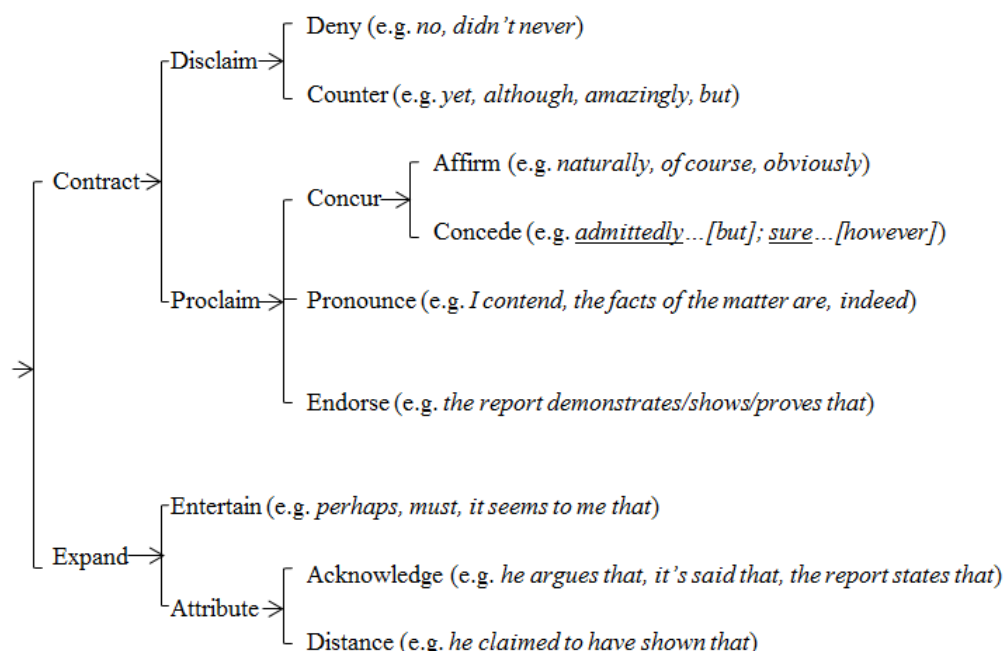 Deny (e.g. no, didn’t never)
Disclaim
Counter (e.g. yet, although, amazingly, but)
Affirm (e.g. naturally, of course, obviously)
Contract
Concur
Concede (e.g. admittedly…[but]; sure…[however])
Proclaim
Pronounce (e.g. I contend, the facts of the matter are, indeed)
Endorse (e.g. the report demonstrates/shows/proves that)
Entertain (e.g. perhaps, must, it seems to me that)
Expand
Acknowledge (e.g. he argues that, it’s said that, the report states that)
Attribute
Distance (e.g. he claimed to have shown that)